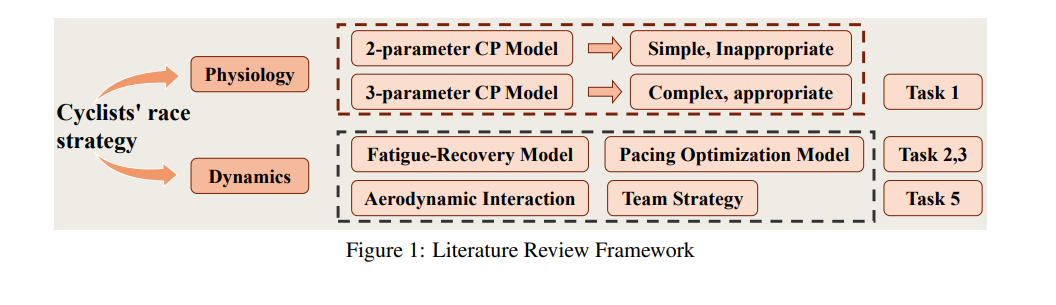 Cyclists' race
strategy
Physiology
2-parameter CP Model
Simple, Inappropriate
3-parameter CP Model
Complex, appropriate
Task 1
Dynamics
Fatigue-Recovery Model
Pacing Optimization Model
Task 2,3
Aerodynamic Interaction
Team Strategy
Task 5
Figure 1: Literature Review Framework